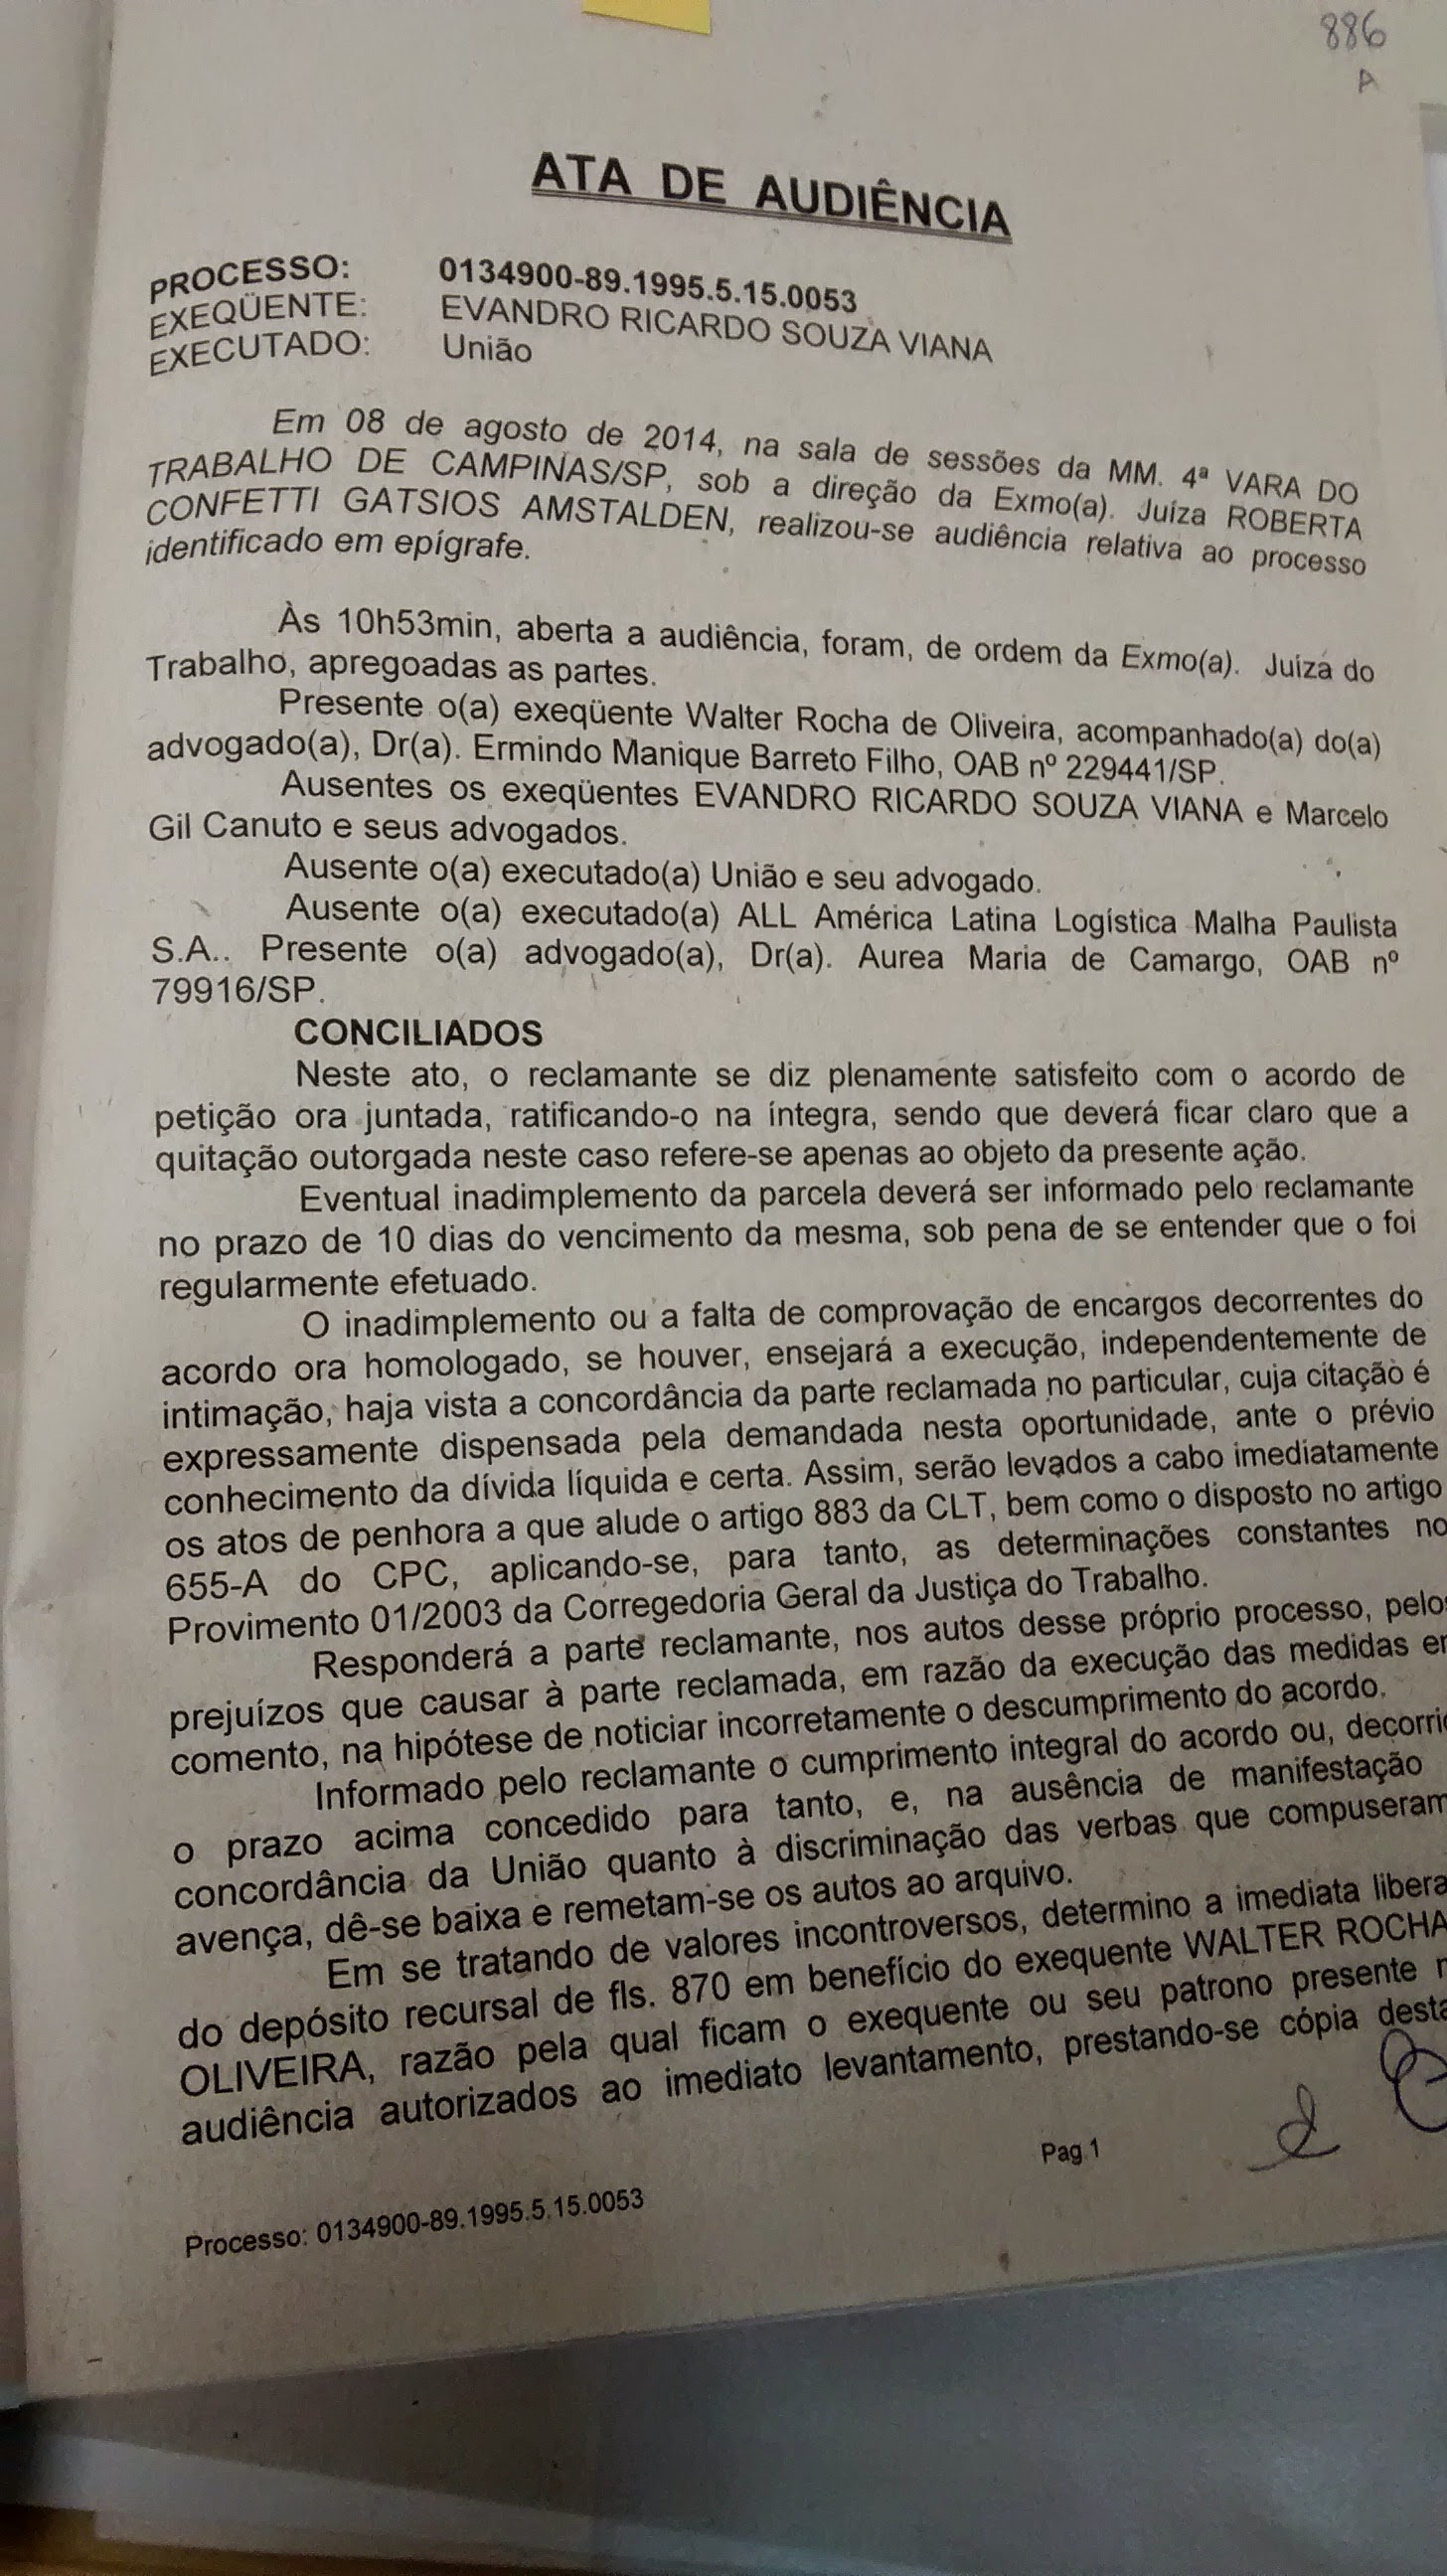 886
A
ATA DE AUDIÊNCIA
PROCESSO: 0134900-89.1995.5.15.0053
EXEQÜENTE: EVANDRO RICARDO SOUZA VIANA
EXECUTADO: União
Em 08 de agosto de 2014, na sala de sessões da MM. 4ª VARA DO
TRABALHO DE CAMPINAS/SP, sob a direção da Exmo(a). Juíza ROBERTA
CONFETTI GATSIOS AMSTALDEN, realizou-se audiência relativa ao processo
identificado em epígrafe.
Às 10h53min, aberta a audiência, foram, de ordem da Exmo(a). Juíza do
Trabalho, apregoadas as partes.
Presente o(a) exeqüente Walter Rocha de Oliveira, acompanhado(a) do(a)
advogado(a), Dr(a). Ermindo Manique Barreto Filho, OAB nº 229441/SP.
Ausentes os exeqüentes EVANDRO RICARDO SOUZA VIANA e Marcelo
Gil Canuto e seus advogados.
Ausente o(a) executado(a) União e seu advogado.
Ausente o(a) executado(a) ALL América Latina Logística Malha Paulista
S.A.. Presente o(a) advogado(a), Dr(a). Aurea Maria de Camargo, OAB nº
79916/SP.
CONCILIADOS
Neste ato, o reclamante se diz plenamente satisfeito com o acordo de
petição ora juntada, ratificando-o na íntegra, sendo que deverá ficar claro que a
quitação outorgada neste caso refere-se apenas ao objeto da presente ação.
Eventual inadimplemento da parcela deverá ser informado pelo reclamante
no prazo de 10 dias do vencimento da mesma, sob pena de se entender que o foi
regularmente efetuado.
O inadimplemento ou a falta de comprovação de encargos decorrentes do
acordo ora homologado, se houver, ensejará a execução, independentemente de
intimação, haja vista a concordância da parte reclamada no particular, cuja citação é
expressamente dispensada pela demandada nesta oportunidade, ante o prévio
conhecimento da dívida líquida e certa. Assim, serão levados a cabo imediatamente
os atos de penhora a que alude o artigo 883 da CLT, bem como o disposto no artigo
655-A do CPC, aplicando-se, para tanto, as determinações constantes no
Provimento 01/2003 da Corregedoria Geral da Justiça do Trabalho.
Responderá a parte reclamante, nos autos desse próprio processo, pelos
prejuízos que causar à parte reclamada, em razão da execução das medidas em
comento, na hipótese de noticiar incorretamente o descumprimento do acordo.
Informado pelo reclamante o cumprimento integral do acordo ou, decorrid
o prazo acima concedido para tanto, e, na ausência de manifestação
concordância da União quanto à discriminação das verbas que compuseram
avença, dê-se baixa e remetam-se os autos ao arquivo.
Em se tratando de valores incontroversos, determino a imediata libera
do depósito recursal de fls. 870 em benefício do exequente WALTER ROCHA
OLIVEIRA, razão pela qual ficam o exequente ou seu patrono presente n
audiência autorizados ao imediato levantamento, prestando-se cópia desta
Pag.1
Processo: 0134900-89.1995.5.15.0053